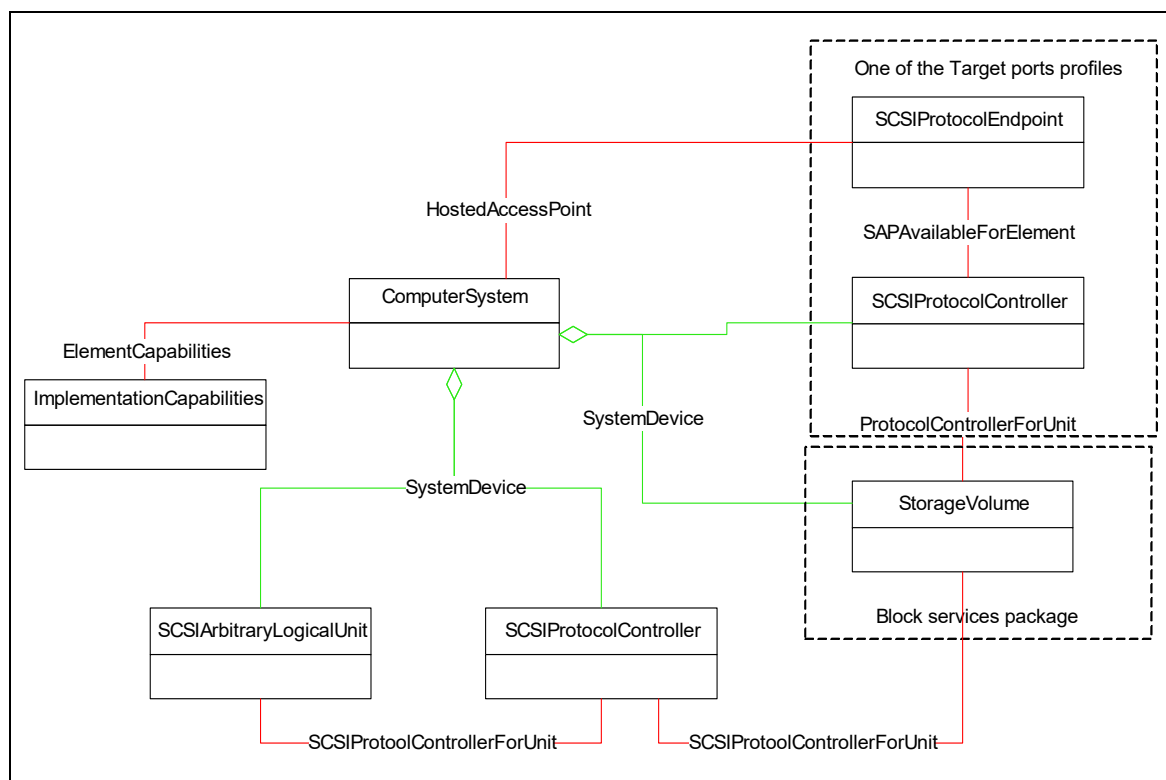 One of the Target ports profiles
SCSIProtocolEndpoint
HostedAccessPoint
SAPAvailableForElement
ComputerSystem
SCSIProtocolController
ElementCapabilities
ImplementationCapabilities
SystemDevice
ProtocolControllerForUnit
SystemDevice
StorageVolume
SCSIArbitraryLogicalUnit
SCSIProtocolController
Block services package
SCSIProtoolControllerForUnit
SCSIProtoolControllerForUnit